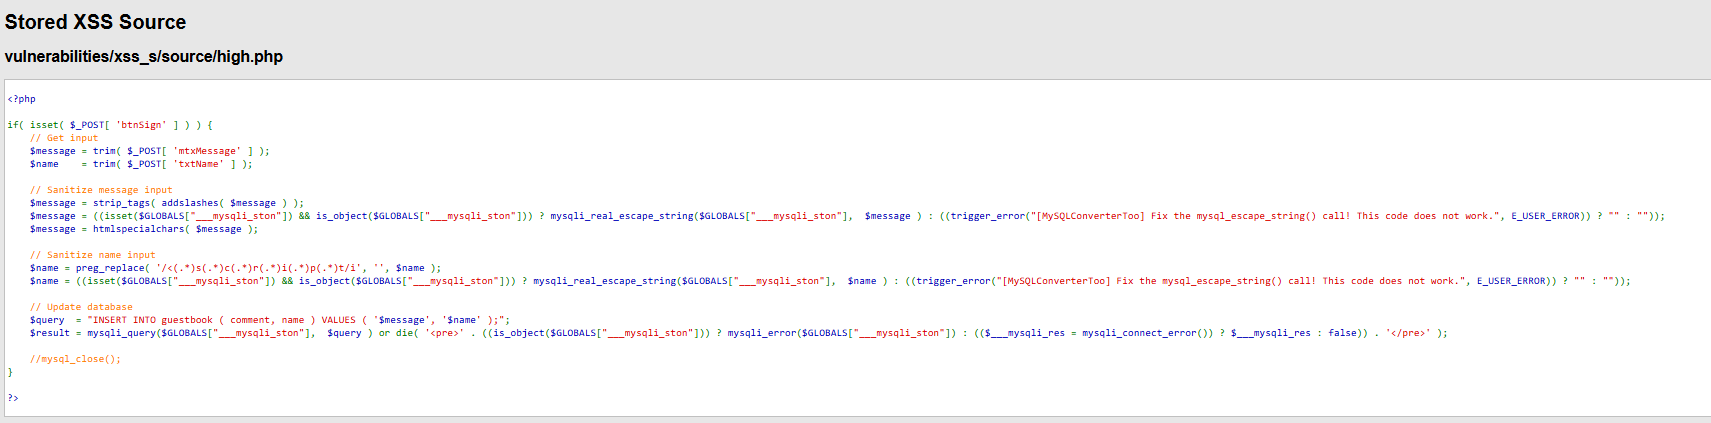 Stored XSS Source
vulnerabilities/xss_s/source/high.php
<?php
if( isset( $_POST[ 'btnSign' ] ) ) {
    // Get input
    $message = trim( $_POST[ 'mtxMessage' ] );
    $name    = trim( $_POST[ 'txtName' ] );
    // Sanitize message input
    $message = strip_tags( addslashes( $message ) );
    $message = ((isset($GLOBALS["___mysqli_ston"]) && is_object($GLOBALS["___mysqli_ston"])) ? mysqli_real_escape_string($GLOBALS["___mysqli_ston"],  $message ) : ((trigger_error("[MySQLConverterToo] Fix the mysql_escape_string() call! This code does not work.", E_USER_ERROR)) ? "" : ""));
    $message = htmlspecialchars( $message );
    // Sanitize name input
    $name = preg_replace( '/<(.*)s(.*)c(.*)r(.*)i(.*)p(.*)t/i', '', $name );
    $name = ((isset($GLOBALS["___mysqli_ston"]) && is_object($GLOBALS["___mysqli_ston"])) ? mysqli_real_escape_string($GLOBALS["___mysqli_ston"],  $name ) : ((trigger_error("[MySQLConverterToo] Fix the mysql_escape_string() call! This code does not work.", E_USER_ERROR)) ? "" : ""));
    // Update database
    $query  = "INSERT INTO guestbook ( comment, name ) VALUES ( '$message', '$name' );";
    $result = mysqli_query($GLOBALS["___mysqli_ston"],  $query ) or die( '<pre>' . ((is_object($GLOBALS["___mysqli_ston"])) ? mysqli_error($GLOBALS["___mysqli_ston"]) : (($___mysqli_res = mysqli_connect_error()) ? $___mysqli_res : false)) . '</pre>' );
    //mysql_close();
}
?>